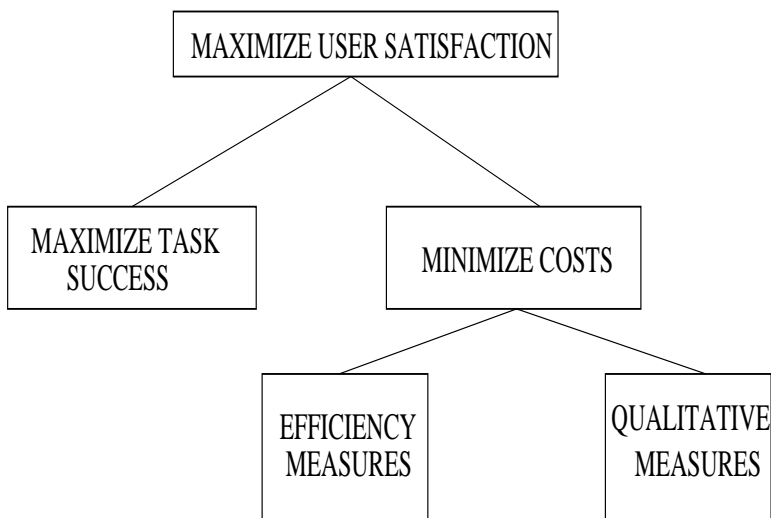 MAXIMIZE USER SATISFACTION
MAXIMIZE TASK
SUCCESS
MINIMIZE COSTS
EFFICIENCY
MEASURES
QUALITATIVE
MEASURES